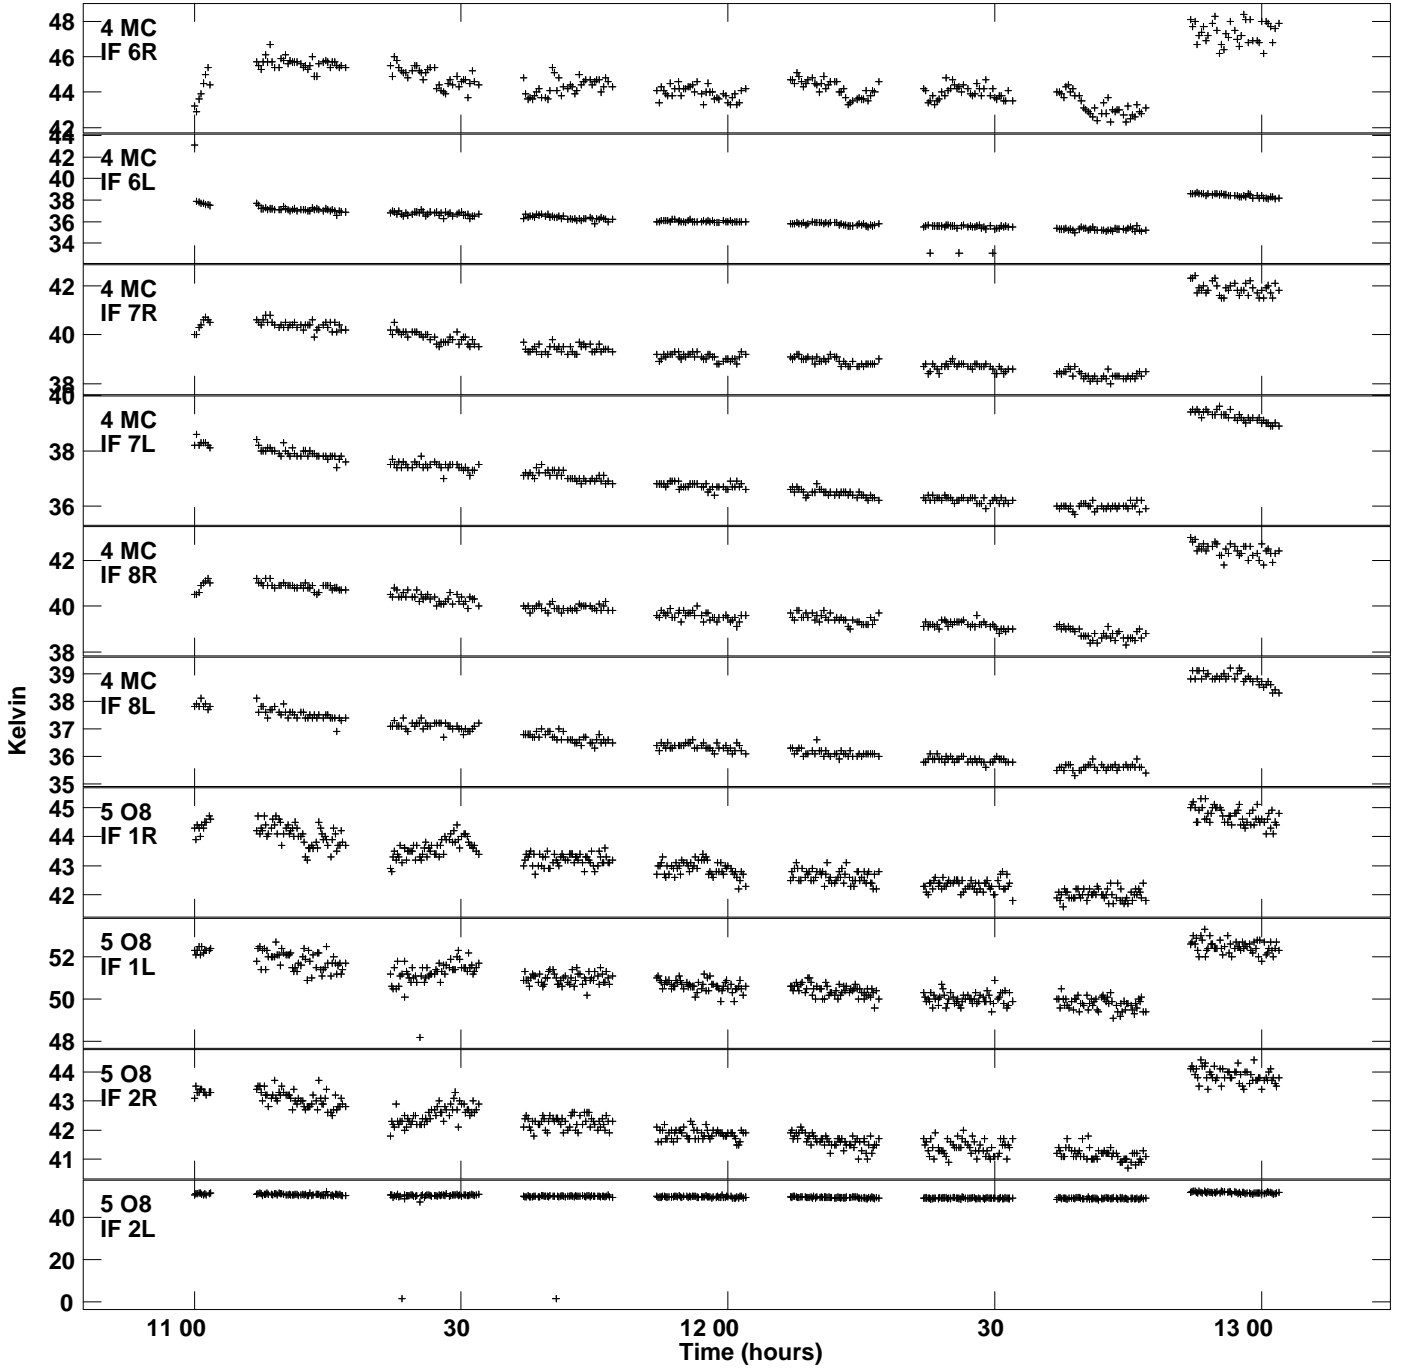 48
46
44
42
4 MC
IF 6R
44
42
40
38
36
34
4 MC
IF 6L
42
40
38
4 MC
IF 7R
40
38
36
4 MC
IF 7L
42
40
38
4 MC
IF 8R
39
38
37
36
35
4 MC
IF 8L
45
44
43
42
5 O8
IF 1R
52
50
48
5 O8
IF 1L
44
43
42
41
5 O8
IF 2R
40
20
0
5 O8
IF 2L
Kelvin
11 00 30 12 00 30 13 00
Time (hours)